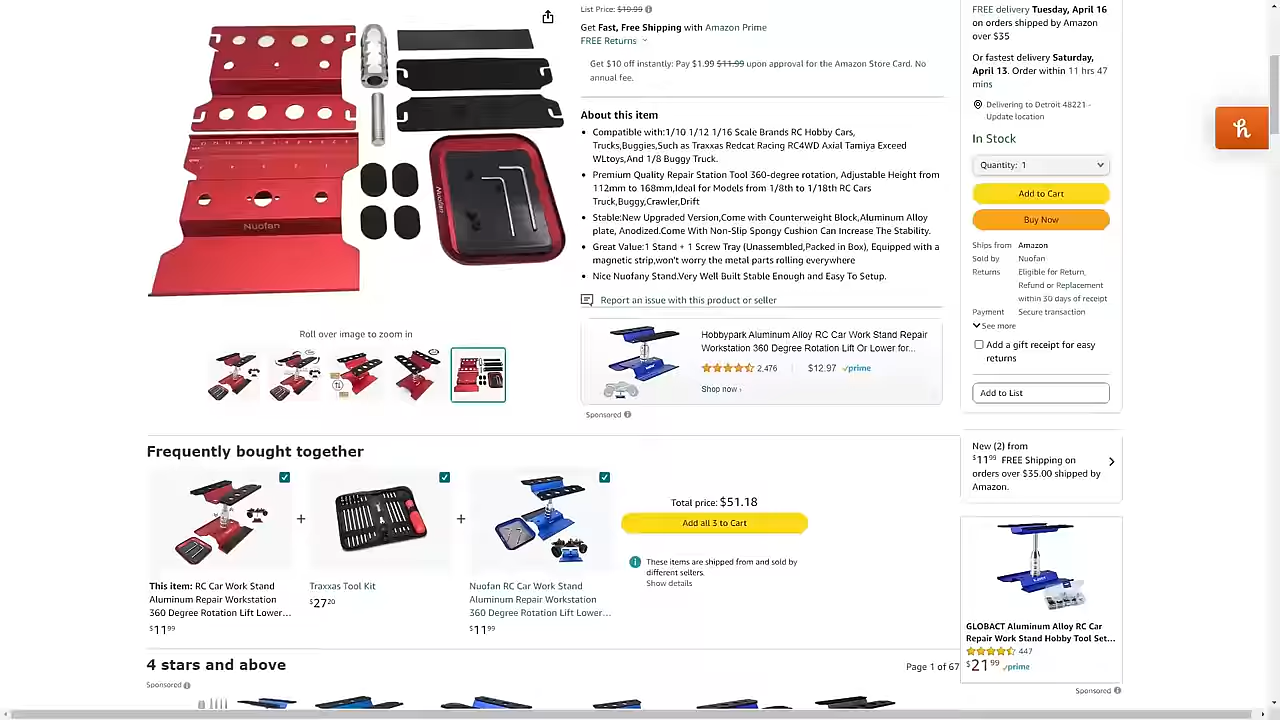 List Price: $19.99
Get Fast, Free Shipping with Amazon Prime
FREE Returns
Get $10 off instantly: Pay $1.99 $11.99 upon approval for the Amazon Store Card. No
annual fee.
About this item
Compatible with:1/10 1/12 1/16 Scale Brands RC Hobby Cars,
Trucks,Buggies,Such as Traxxas Redcat Racing RC4WD Axial Tamiya Exceed
WLtoys,And 1/8 Buggy Truck.
Premium Quality Repair Station Tool 360-degree rotation, Adjustable Height from
112mm to 168mm,Ideal for Models from 1/8th to 1/18th RC Cars
Truck,Buggy,Crawler,Drift
Stable:New Upgraded Version,Come with Counterweight Block,Aluminum Alloy
plate, Anodized.Come With Non-Slip Spongy Cushion Can Increase The Stability.
Great Value:1 Stand + 1 Screw Tray (Unassembled,Packed in Box), Equipped with a
magnetic strip,won't worry the metal parts rolling everywhere
Nice Nuofany Stand.Very Well Built Stable Enough and Easy To Setup.
Report an issue with this product or seller
Nuofan
Nuofan
Roll over image to zoom in
Hobbypark Aluminum Alloy RC Car Work Stand Repair
Workstation 360 Degree Rotation Lift Or Lower for...
2,476 $12.97 prime
Shop now ›
Sponsored
FREE delivery Tuesday, April 16
on orders shipped by Amazon
over $35
Or fastest delivery Saturday,
April 13. Order within 11 hrs 47
mins
Delivering to Detroit 48221 -
Update location
In Stock
Quantity: 1
Add to Cart
Buy Now
Ships from Amazon
Sold by Nuofan
Returns Eligible for Return,
Refund or Replacement
within 30 days of receipt
Payment Secure transaction
See more
Add a gift receipt for easy
returns
Add to List
New (2) from
$11.99 FREE Shipping on
orders over $35.00 shipped by
Amazon.
Frequently bought together
This item: RC Car Work Stand
Aluminum Repair Workstation
360 Degree Rotation Lift Lower...
$11.99
+
Traxxas Tool Kit
$27.20
+
Nuofan RC Car Work Stand
Aluminum Repair Workstation
360 Degree Rotation Lift Lower...
$11.99
Total price: $51.18
Add all 3 to Cart
These items are shipped from and sold by
different sellers.
Show details
GLOBACT Aluminum Alloy RC Car
Repair Work Stand Hobby Tool Set...
447
$21.99 prime
Sponsored
4 stars and above
Page 1 of 67
Sponsored